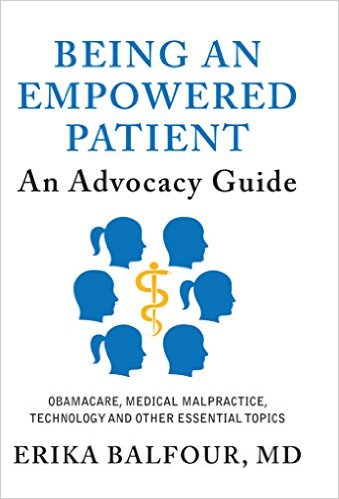 BEING AN
EMPOWERED
PATIENT
An Advocacy Guide
OBAMACARE, MEDICAL MALPRACTICE,
TECHNOLOGY AND OTHER ESSENTIAL TOPICS
ERIKA BALFOUR, MD